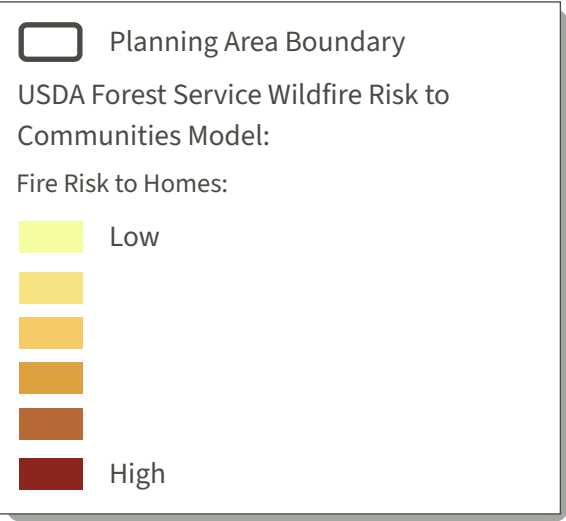 Planning Area Boundary
USDA Forest Service Wildfire Risk to
Communities Model:
Fire Risk to Homes:
Low
High